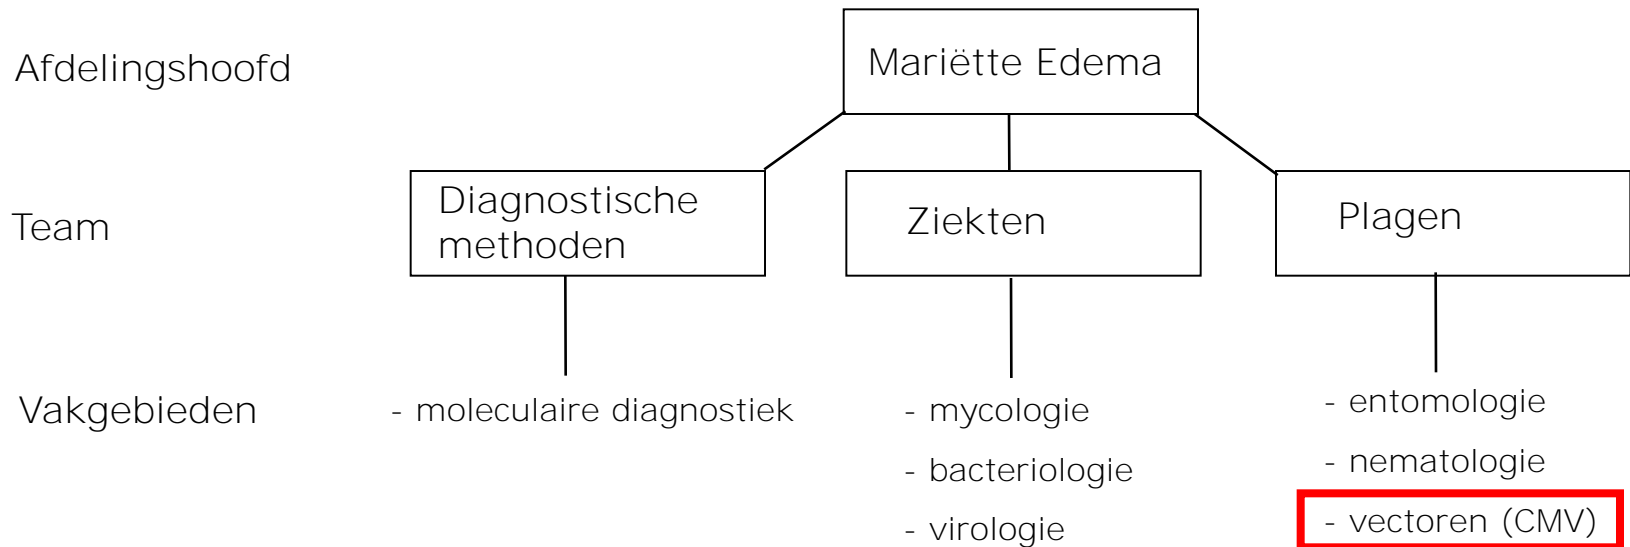 Afdelingshoofd
Mariëtte Edema
Team
Diagnostische
methoden
Ziekten
Plagen
Vakgebieden
- moleculaire diagnostiek
- mycologie
- bacteriologie
- virologie
- entomologie
- nematologie
- vectoren (CMV)